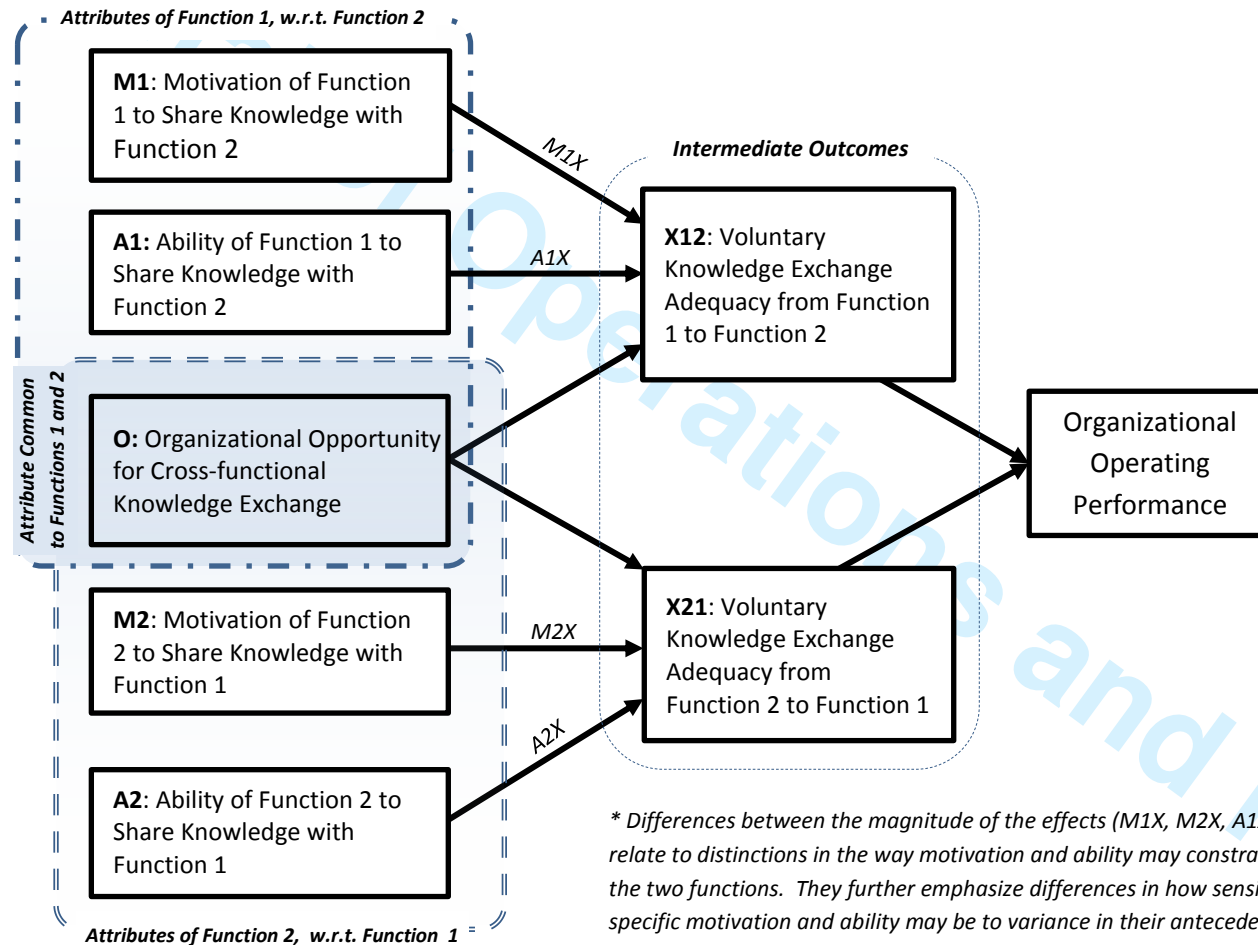 Attributes of Function 1, w.r.t. Function 2
M1: Motivation of Function
1 to Share Knowledge with
Function 2
A1: Ability of Function 1 to
Share Knowledge with
Function 2
Attribute Common
to Functions 1 and 2
O: Organizational Opportunity
for Cross-functional
Knowledge Exchange
M2: Motivation of Function
2 to Share Knowledge with
Function 1
A2: Ability of Function 2 to
Share Knowledge with
Function 1
Attributes of Function 2, w.r.t. Function 1
M1X
A1X
M2X
A2X
Intermediate Outcomes
X12: Voluntary
Knowledge Exchange
Adequacy from Function
1 to Function 2
X21: Voluntary
Knowledge Exchange
Adequacy from
Function 2 to Function 1
Organizational
Operating
Performance
* Differences between the magnitude of the effects (M1X, M2X,
relate to distinctions in the way motivation and ability may
the two functions. They further emphasize differences in how
specific motivation and ability may be to variance in their
Operations and